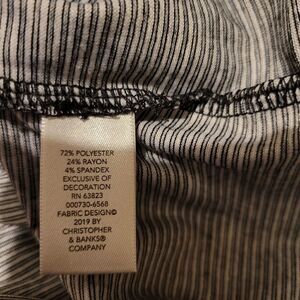 72% POLYESTER
24% RAYON
4% SPANDEX
EXCLUSIVE OF
DECORATION
RN 63823
000730-6568
FABRIC DESIGN©
2019 BY
CHRISTOPHER
& BANKS®
COMPANY